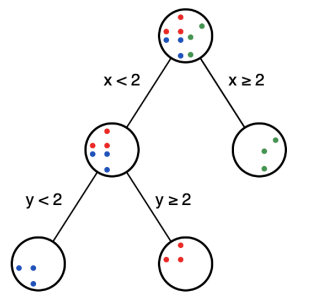 x < 2
x ≥ 2
y < 2
y ≥ 2